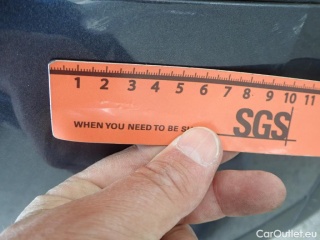 1 2 3 4 5 6 7 8 9 10 11
WHEN YOU NEED TO BE
SGS
CarOutlet.eu